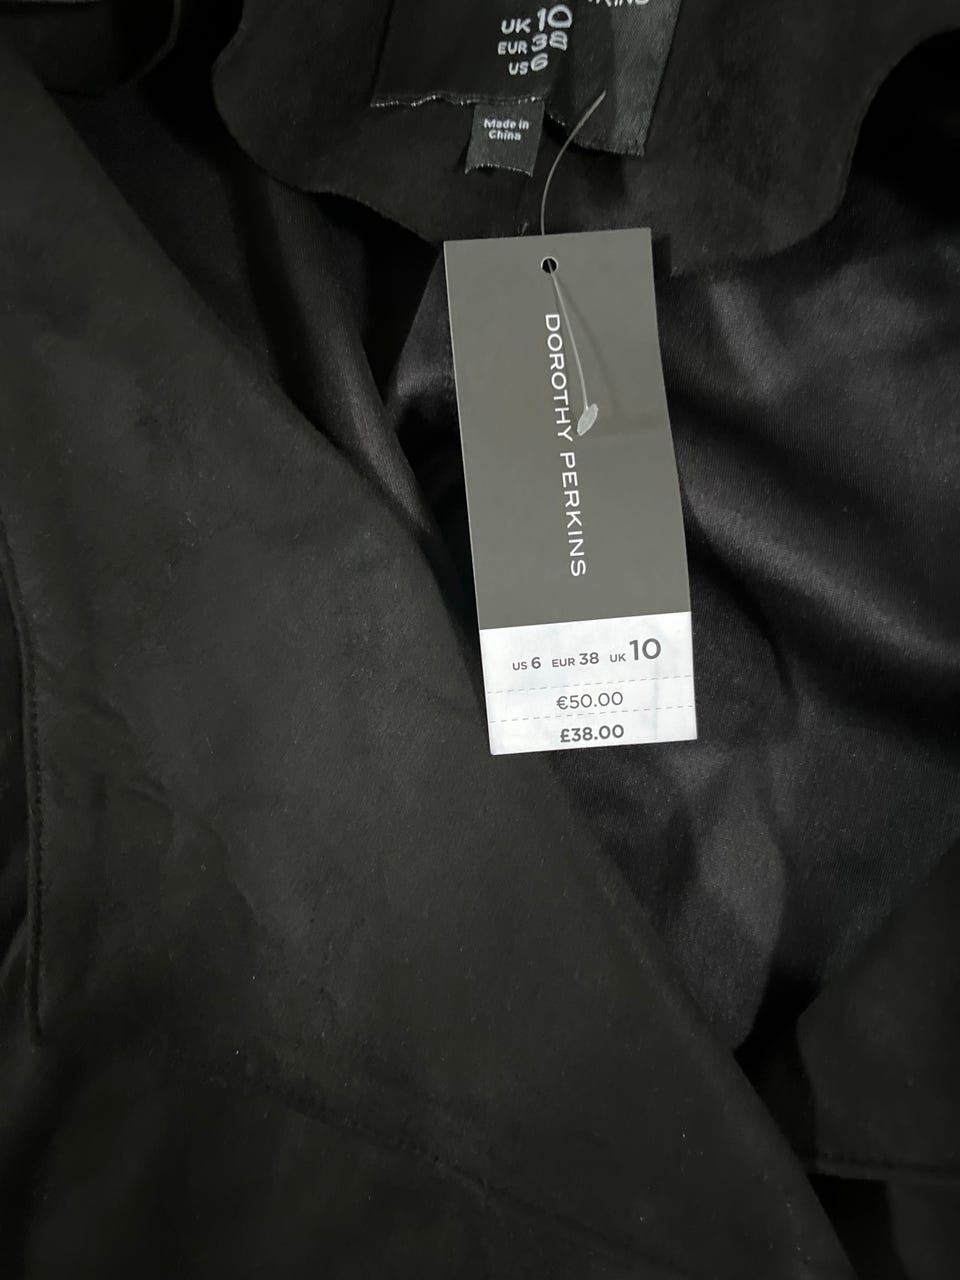 UK 10
EUR 38
US 6
Made in
China
DOROTHY PERKINS
US 6 EUR 38 UK 10
€50.00
£38.00